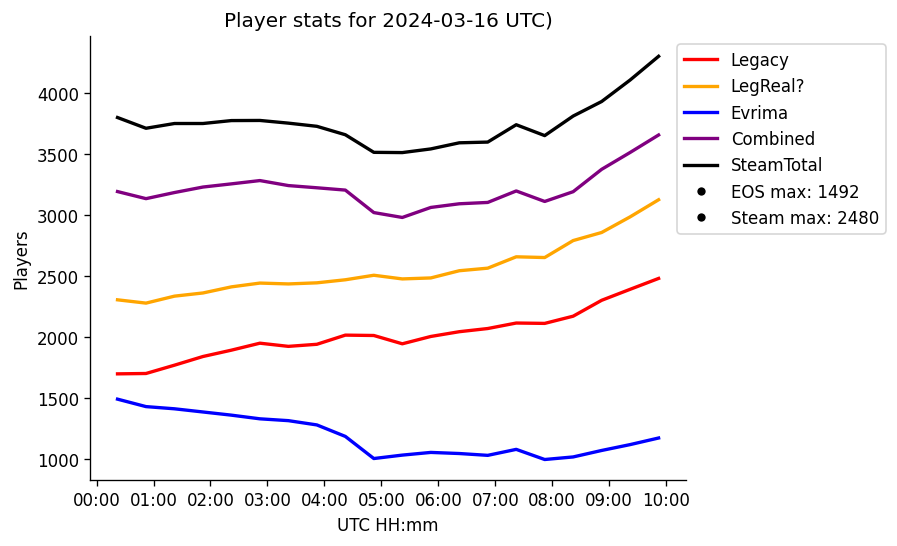 Player stats for 2024-03-16 UTC)
Legacy
LegReal?
Evrima
Combined
SteamTotal
EOS max: 1492
Steam max: 2480
Players
4000
3500
3000
2500
2000
1500
1000
00:00 01:00 02:00 03:00 04:00 05:00 06:00 07:00 08:00 09:00 10:00
UTC HH:mm